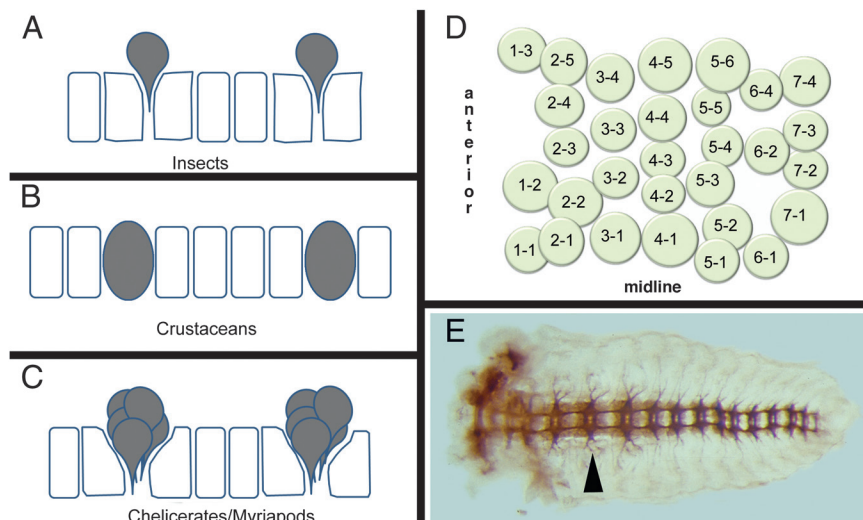 A
Insects
B
Crustaceans
C
Chelicerates/Myriapods
D
anterior
1-3 2-5 3-4 4-5 5-6 6-4 7-4
2-4 3-3 4-4 5-5 7-3
2-3 4-3 5-4 6-2 7-2
1-2 2-2 3-2 4-2 5-3 7-1
1-1 2-1 3-1 4-1 5-2 5-1 6-1
midline
E